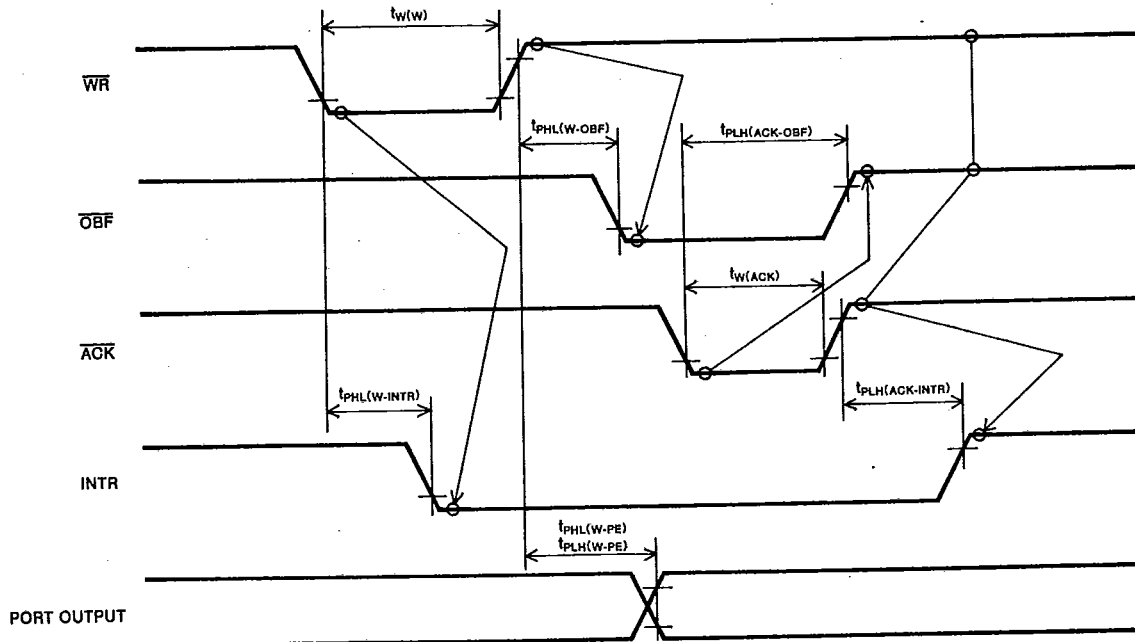 tW(W)
WR
tPHL(W-OBF)
tPLH(ACK-OBF)
OBF
tW(ACK)
ACK
tPHL(W-INTR)
tPLH(ACK-INTR)
INTR
tPHL(W-PE)
tPLH(W-PE)
PORT OUTPUT